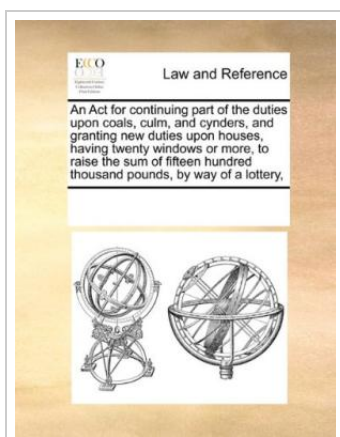 ECCO
Law and Reference
An Act for continuing part of the duties
upon coals, culm, and cynders, and
granting new duties upon houses,
having twenty windows or more, to
raise the sum of fifteen hundred
thousand pounds, by way of a lottery,